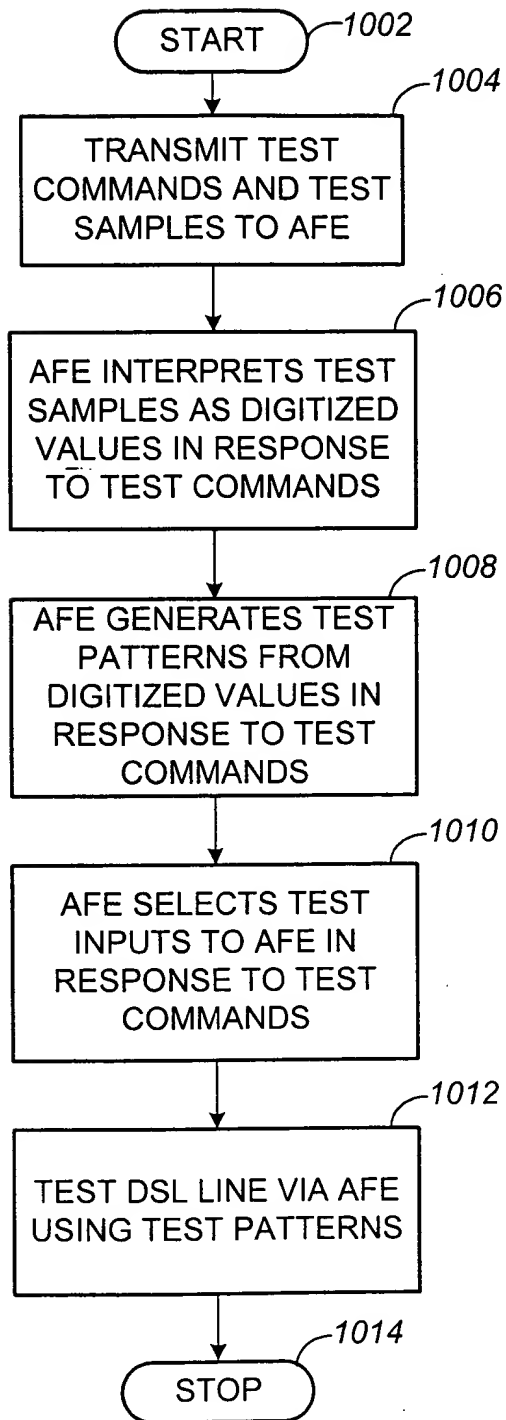 START
1002
1004
TRANSMIT TEST
COMMANDS AND TEST
SAMPLES TO AFE
1006
AFE INTERPRETS TEST
SAMPLES AS DIGITIZED
VALUES IN RESPONSE
TO TEST COMMANDS
1008
AFE GENERATES TEST
PATTERNS FROM
DIGITIZED VALUES IN
RESPONSE TO TEST
COMMANDS
1010
AFE SELECTS TEST
INPUTS TO AFE IN
RESPONSE TO TEST
COMMANDS
1012
TEST DSL LINE VIA AFE
USING TEST PATTERNS
1014
STOP